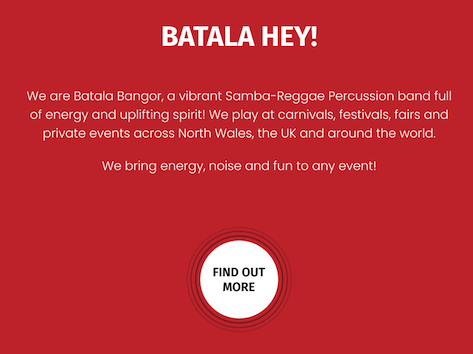 BATALA HEY!
We are Batala Bangor, a vibrant Samba-Reggae Percussion band full
of energy and uplifting spirit! We play at carnivals, festivals, fairs and
private events across North Wales, the UK and around the world.
We bring energy, noise and fun to any event!
FIND OUT
MORE